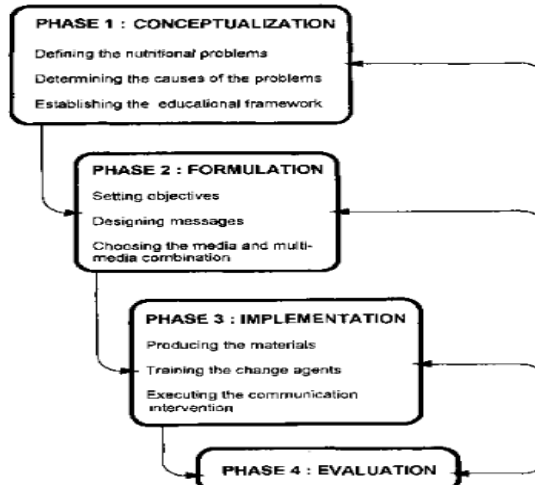 PHASE 1 : CONCEPTUALIZATION
Defining the nutritional problems
Determining the causes of the problems
Establishing the educational framework
PHASE 2 : FORMULATION
Setting objectives
Designing messages
Choosing the media and multi-
media combination
PHASE 3 : IMPLEMENTATION
Producing the materials
Training the change agents
Executing the communication
intervention
PHASE 4 : EVALUATION